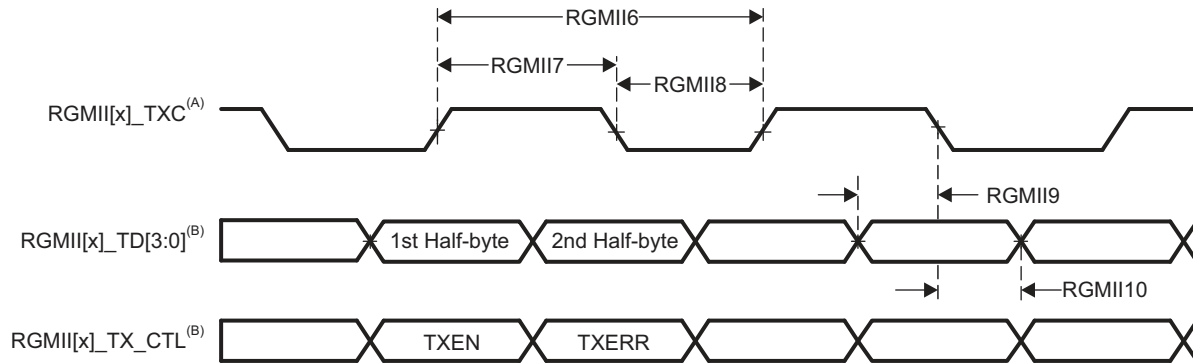 RGMII6
RGMII7
RGMII8
RGMII[x]_TXC(A)
RGMII9
RGMII[x]_TD[3:0](B)
1st Half-byte
2nd Half-byte
RGMII10
RGMII[x]_TX_CTL(B)
TXEN
TXERR